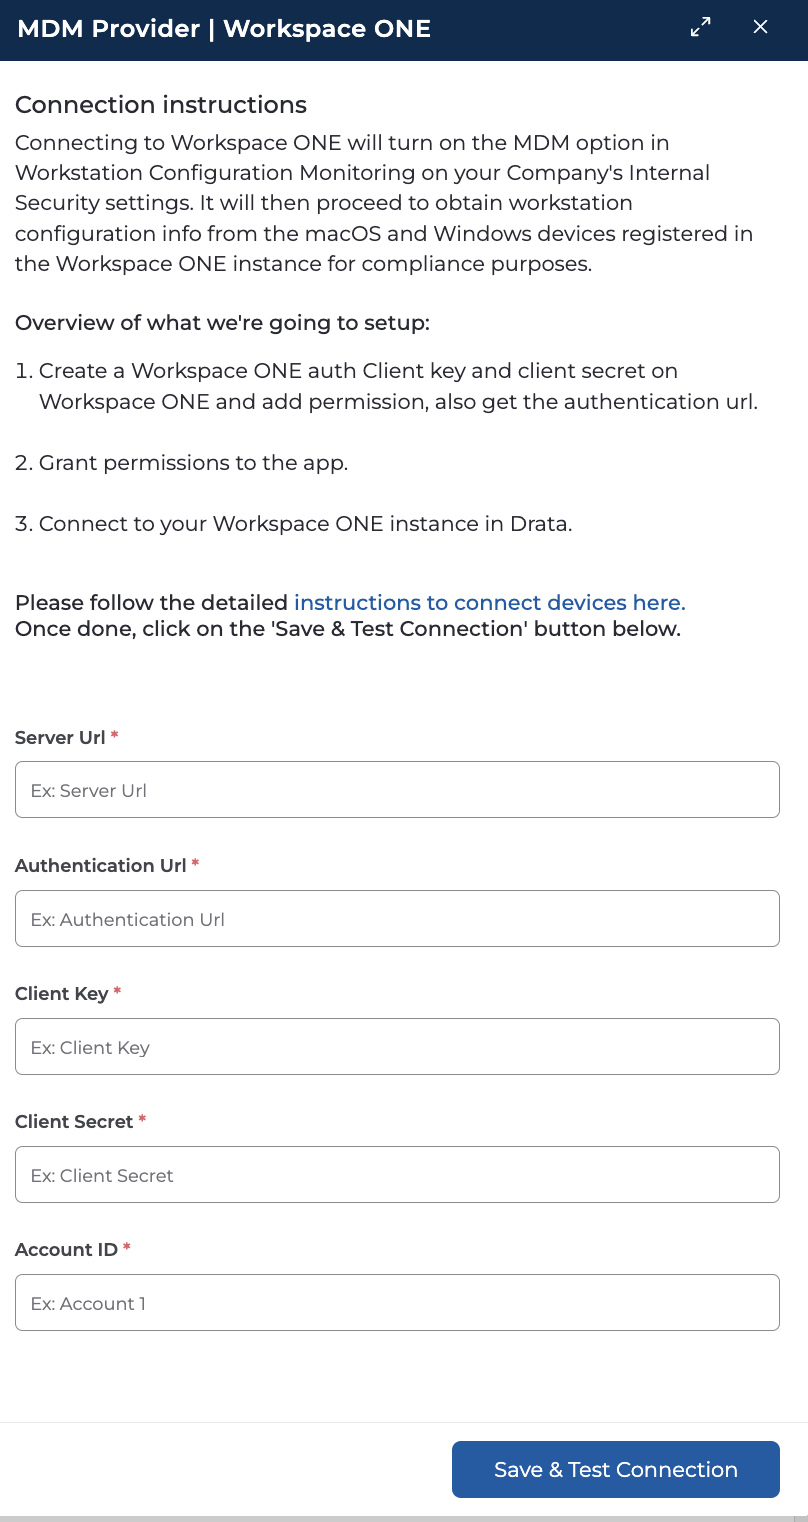 MDM Provider | Workspace ONE
Connection instructions
Connecting to Workspace ONE will turn on the MDM option in
Workstation Configuration Monitoring on your Company's Internal
Security settings. It will then proceed to obtain workstation
configuration info from the macOS and Windows devices registered in
the Workspace ONE instance for compliance purposes.
Overview of what we're going to setup:
1. Create a Workspace ONE auth Client key and client secret on
Workspace ONE and add permission, also get the authentication url.
2. Grant permissions to the app.
3. Connect to your Workspace ONE instance in Drata.
Please follow the detailed instructions to connect devices here.
Once done, click on the 'Save & Test Connection' button below.
Server Url *
Ex: Server Url
Authentication Url *
Ex: Authentication Url
Client Key *
Ex: Client Key
Client Secret *
Ex: Client Secret
Account ID *
Ex: Account 1
Save & Test Connection